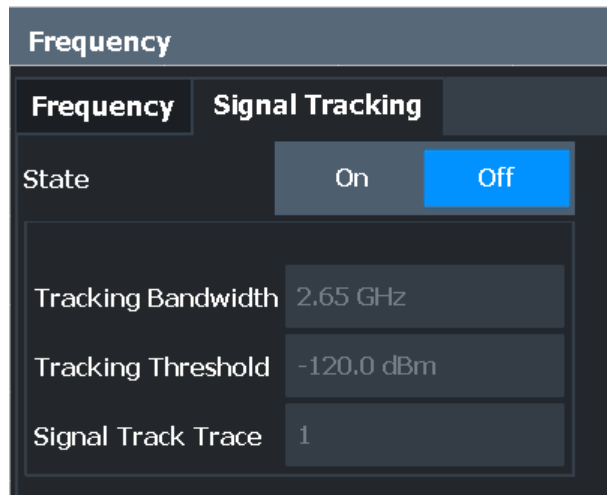 Frequency
Frequency Signal Tracking
State On Off
Tracking Bandwidth 2.65 GHz
Tracking Threshold -120.0 dBm
Signal Track Trace 1